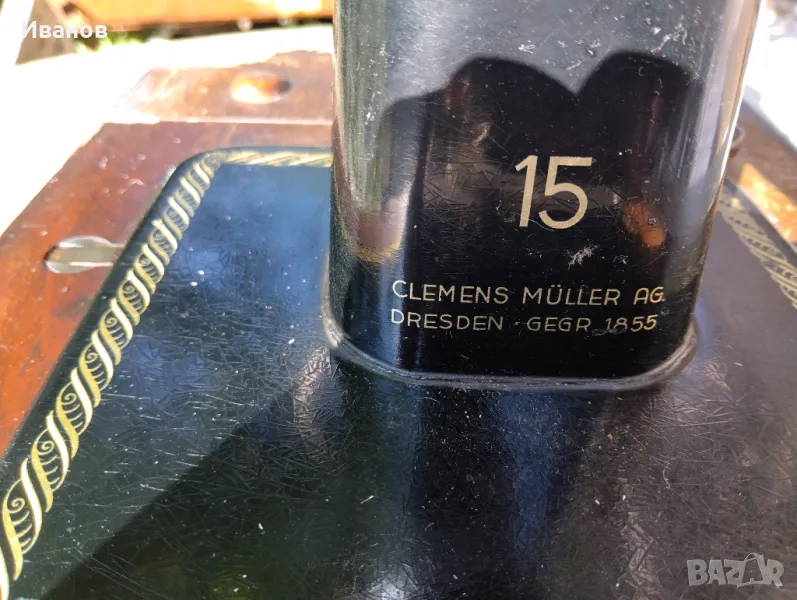 Иванов
15
CLEMENS MÜLLER AG.
DRESDEN · GEGR. 1855
BAZAR